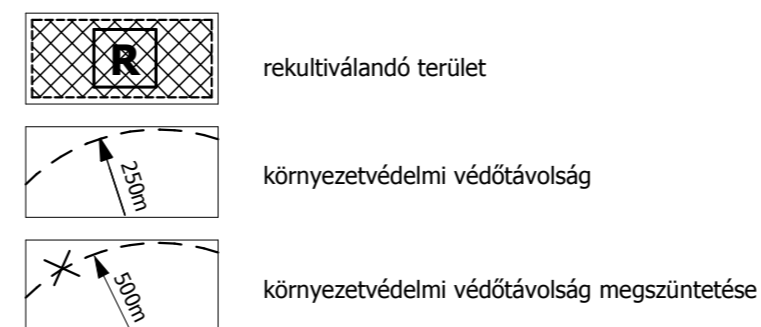 R
rekultiválandó terület
250m
környezetvédelmi védőtávolság
500m
környezetvédelmi védőtávolság megszüntetése